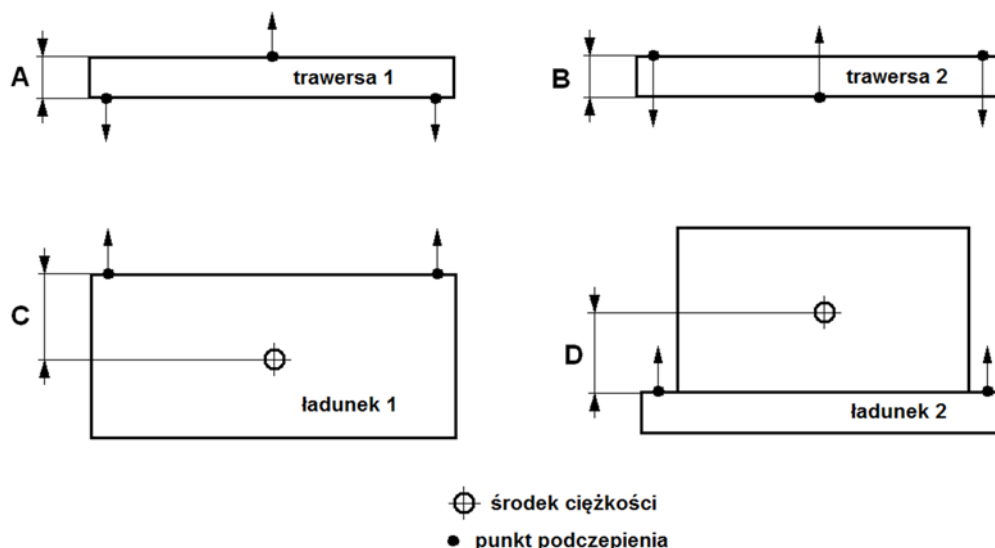 A
trawersa 1
B
trawersa 2
C
ładunek 1
D
ładunek 2
środek ciężkości
punkt podczepienia